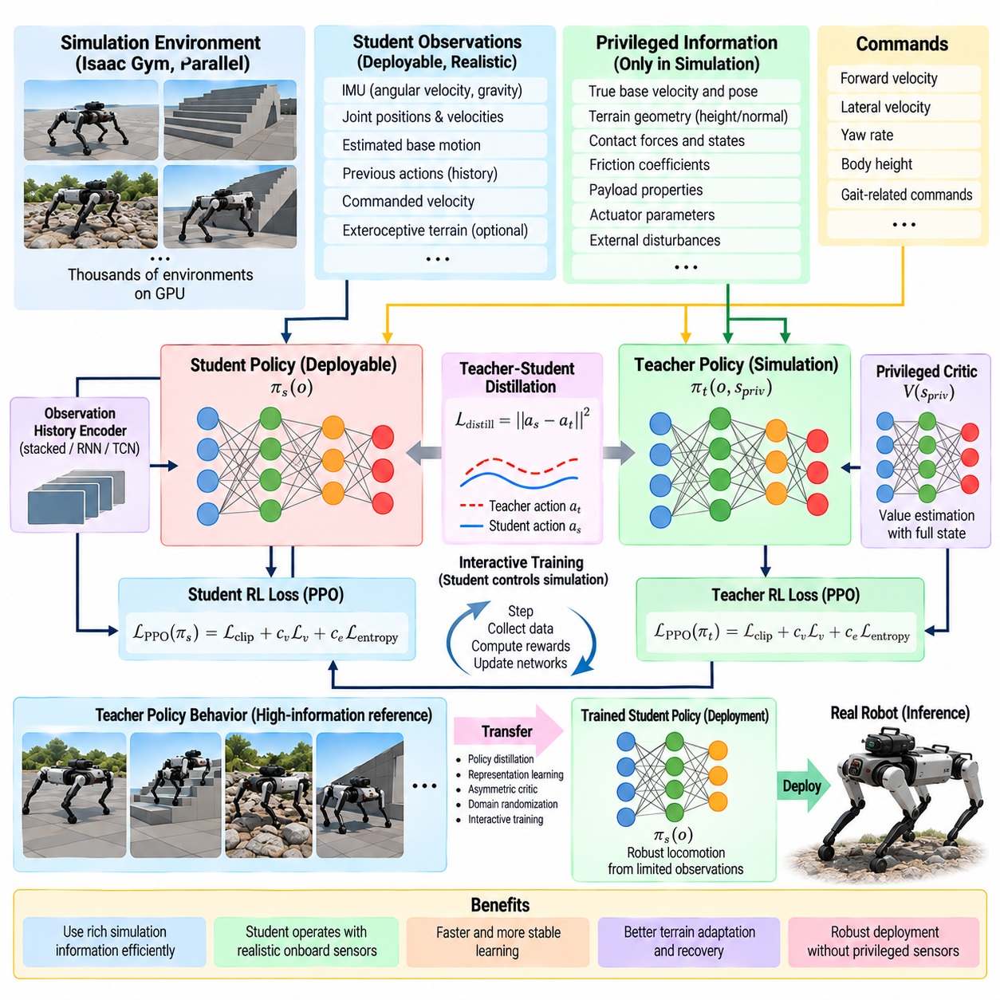 Simulation Environment
(Isaac Gym, Parallel)
• • •
Thousands of environments
on GPU
Student Observations
(Deployable, Realistic)
IMU (angular velocity, gravity)
Joint positions & velocities
Estimated base motion
Previous actions (history)
Commanded velocity
Exteroceptive terrain (optional)
• • •
Privileged Information
(Only in Simulation)
True base velocity and pose
Terrain geometry (height/normal)
Contact forces and states
Friction coefficients
Payload properties
Actuator parameters
External disturbances
• • •
Commands
Forward velocity
Lateral velocity
Yaw rate
Body height
Gait-related commands
• • •
Observation
History Encoder
(stacked / RNN / TCN)
Student Policy (Deployable)
π_s(o)
Teacher-Student
Distillation
L_distill = ||a_s − a_t||²
Teacher action a_t
Student action a_s
Teacher Policy (Simulation)
π_t(o, s_priv)
Privileged Critic
V(s_priv)
Value estimation
with full state
Student RL Loss (PPO)
ℒ_PPO(π_s) = ℒ_clip + c_v ℒ_v + c_e ℒ_entropy
Interactive Training
(Student controls simulation)
Step
Collect data
Compute rewards
Update networks
Teacher RL Loss (PPO)
ℒ_PPO(π_t) = ℒ_clip + c_v ℒ_v + c_e ℒ_entropy
Teacher Policy Behavior (High-information reference)
• • •
Transfer
• Policy distillation
• Representation learning
• Asymmetric critic
• Domain randomization
• Interactive training
Trained Student Policy (Deployment)
π_s(o)
Robust locomotion
from limited observations
Deploy
Real Robot (Inference)
Benefits
Use rich simulation
information efficiently
Student operates with
realistic onboard sensors
Faster and more stable
learning
Better terrain adaptation
and recovery
Robust deployment
without privileged sensors